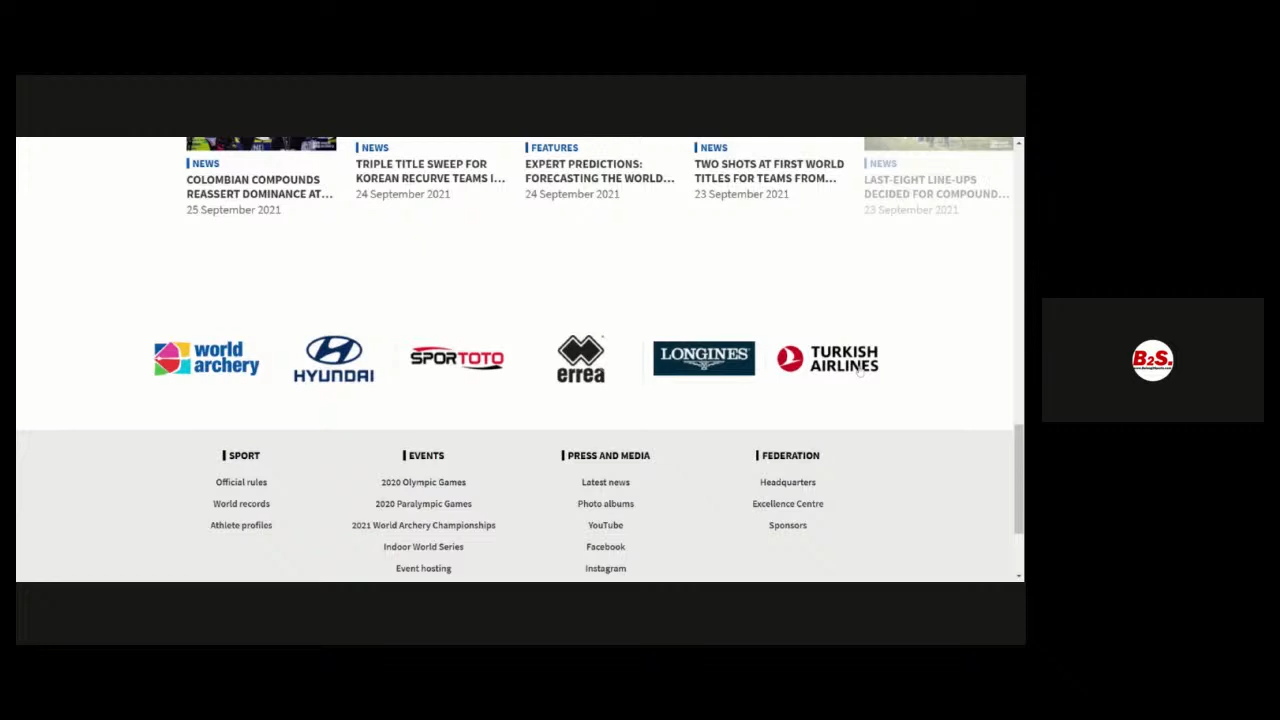 NEWS
COLOMBIAN COMPOUNDS
REASSERT DOMINANCE AT...
25 September 2021
NEWS
TRIPLE TITLE SWEEP FOR
KOREAN RECURVE TEAMS I...
24 September 2021
FEATURES
EXPERT PREDICTIONS:
FORECASTING THE WORLD...
24 September 2021
NEWS
TWO SHOTS AT FIRST WORLD
TITLES FOR TEAMS FROM...
23 September 2021
NEWS
LAST-EIGHT LINE-UPS
DECIDED FOR COMPOUND...
23 September 2021
world
archery
HYUNDAI
SPORTOTO
errea
LONGINES
TURKISH
AIRLINES
B2S.
SPORT
Official rules
World records
Athlete profiles
EVENTS
2020 Olympic Games
2020 Paralympic Games
2021 World Archery Championships
Indoor World Series
Event hosting
PRESS AND MEDIA
Latest news
Photo albums
YouTube
Facebook
Instagram
FEDERATION
Headquarters
Excellence Centre
Sponsors